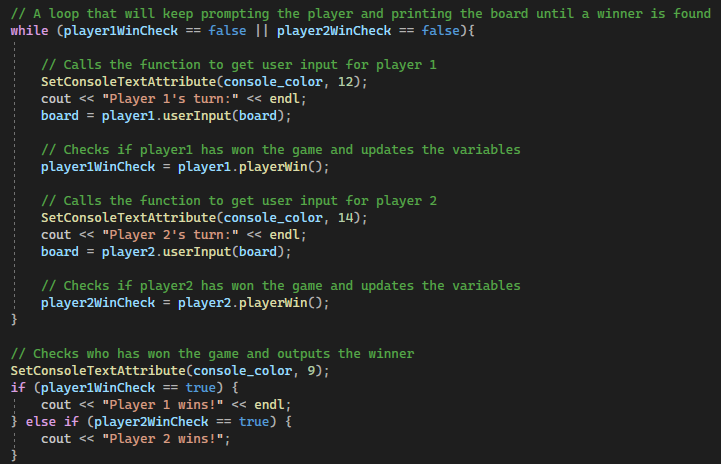 // A loop that will keep prompting the player and printing the board until a winner is found
while (player1WinCheck == false || player2WinCheck == false){
// Calls the function to get user input for player 1
SetConsoleTextAttribute(console_color, 12);
cout << "Player 1's turn:" << endl;
board = player1.userInput(board);
// Checks if player1 has won the game and updates the variables
player1WinCheck = player1.playerWin();
// Calls the function to get user input for player 2
SetConsoleTextAttribute(console_color, 14);
cout << "Player 2's turn:" << endl;
board = player2.userInput(board);
// Checks if player2 has won the game and updates the variables
player2WinCheck = player2.playerWin();
}
// Checks who has won the game and outputs the winner
SetConsoleTextAttribute(console_color, 9);
if (player1WinCheck == true) {
cout << "Player 1 wins!" << endl;
} else if (player2WinCheck == true) {
cout << "Player 2 wins!";
}